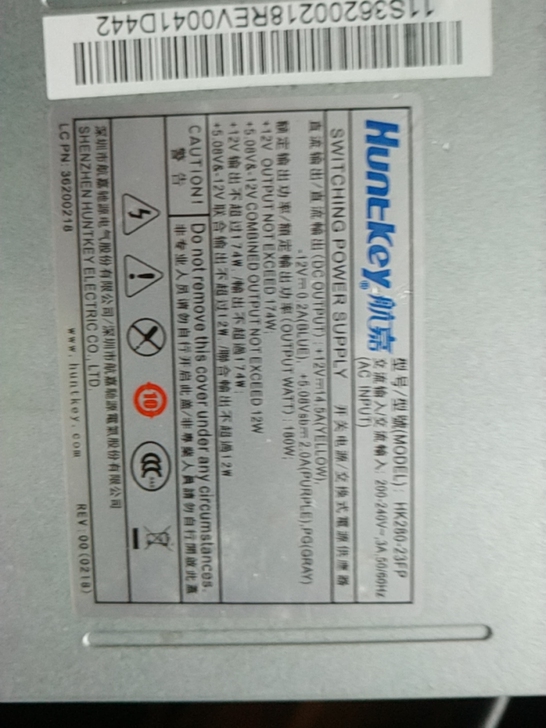 11S36200218REV0041D442
Huntkey®航嘉
型号/型號(MODEL): HK280-23FP
交流输入/交流輸入: 200-240V~,3A,50/60Hz
(AC INPUT)
SWITCHING POWER SUPPLY 开关电源/交換式電源供應器
直流输出/直流輸出(DC OUTPUT): +12V⎓14.5A(YELLOW),
-12V⎓0.2A(BLUE), +5.08Vsb⎓2.0A(PURPLE),PG(GRAY)
额定输出功率/額定輸出功率(OUTPUT WATT): 180W;
+12V OUTPUT NOT EXCEED 174W;
+5.08V&-12V COMBINED OUTPUT NOT EXCEED 12W
+12V输出不超过174W/輸出不超過174W;
+5.08V&-12V联合输出不超过12W/聯合輸出不超過12W
CAUTION! Do not remove this cover under any circumstances.
警告 非专业人员请勿自行开启此盖/非專業人員請勿自行開啟此蓋
10
CCC
深圳市航嘉驰源电气股份有限公司/深圳市航嘉馳源電氣股份有限公司
SHENZHEN HUNTKEY ELECTRIC CO., LTD.
LC PN: 36200218 www.huntkey.com REV: 00 (0218)